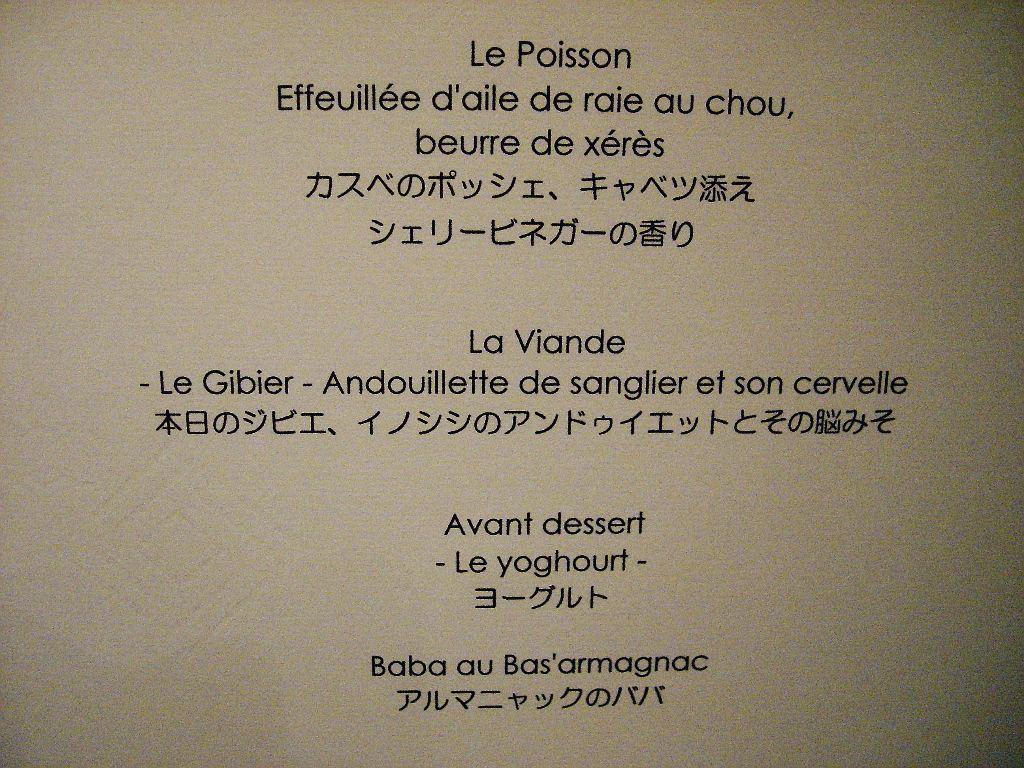 Le Poisson
Effeuillée d'aile de raie au chou,
beurre de xérès
カスベのポッシェ、キャベツ添え
シェリービネガーの香り
La Viande
- Le Gibier - Andouillette de sanglier et son cervelle
本日のジビエ、イノシシのアンドゥイエットとその脳みそ
Avant dessert
- Le yoghourt -
ヨーグルト
Baba au Bas'armagnac
アルマニャックのババ